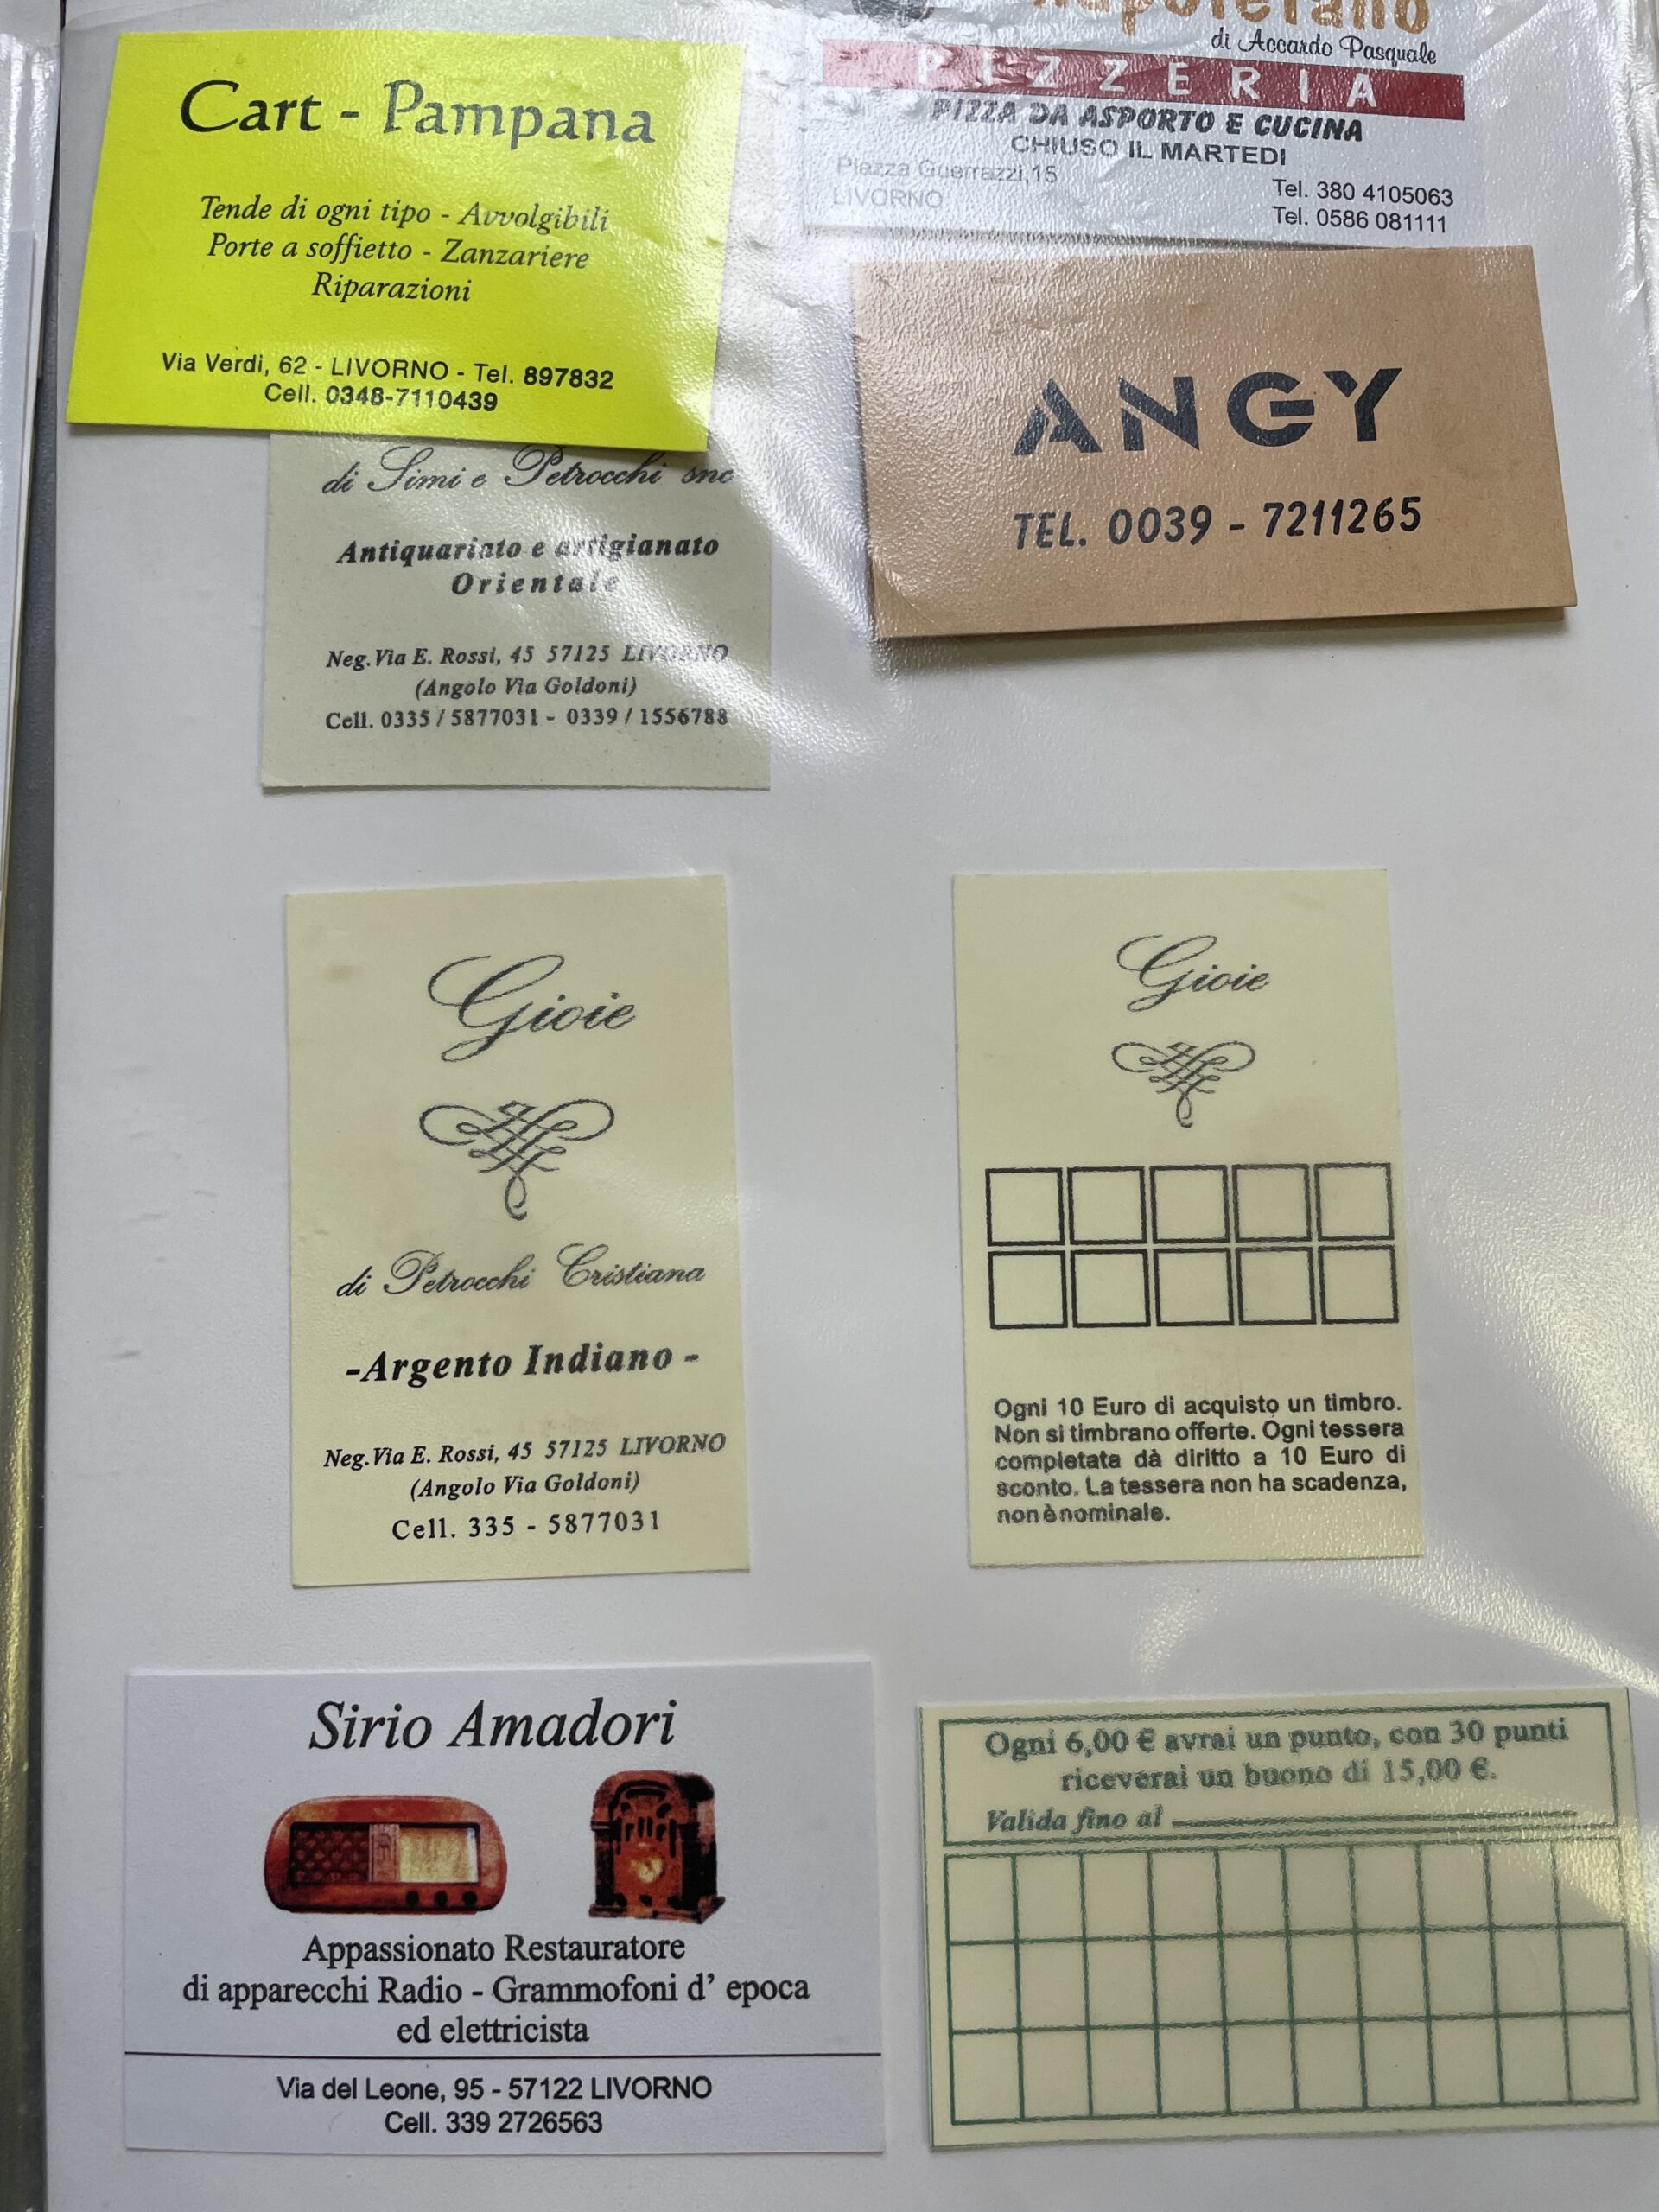 Cart - Pampana
Tende di ogni tipo - Avvolgibili
Porte a soffietto - Zanzariere
Riparazioni
Via Verdi, 62 - LIVORNO - Tel. 897832
Cell. 0348-7110439
di Accardo Pasquale
PIZZERIA
PIZZA DA ASPORTO E CUCINA
CHIUSO IL MARTEDI
Piazza Guerrazzi,15
LIVORNO
Tel. 380 4105063
Tel. 0586 081111
ANGY
TEL. 0039 - 7211265
di Simi e Petrocchi snc
Antiquariato e artigianato
Orientale
Neg. Via E. Rossi, 45 57125 LIVORNO
(Angolo Via Goldoni)
Cell. 0335 / 5877031 - 0339 / 1556788
Gioie
di Petrocchi Cristiana
-Argento Indiano -
Neg. Via E. Rossi, 45 57125 LIVORNO
(Angolo Via Goldoni)
Cell. 335 - 5877031
Gioie
Ogni 10 Euro di acquisto un timbro.
Non si timbrano offerte. Ogni tessera
completata dà diritto a 10 Euro di
sconto. La tessera non ha scadenza,
non è nominale.
Sirio Amadori
Appassionato Restauratore
di apparecchi Radio - Grammofoni d' epoca
ed elettricista
Via del Leone, 95 - 57122 LIVORNO
Cell. 339 2726563
Ogni 6,00 € avrai un punto, con 30 punti
riceverai un buono di 15,00 €.
Valida fino al